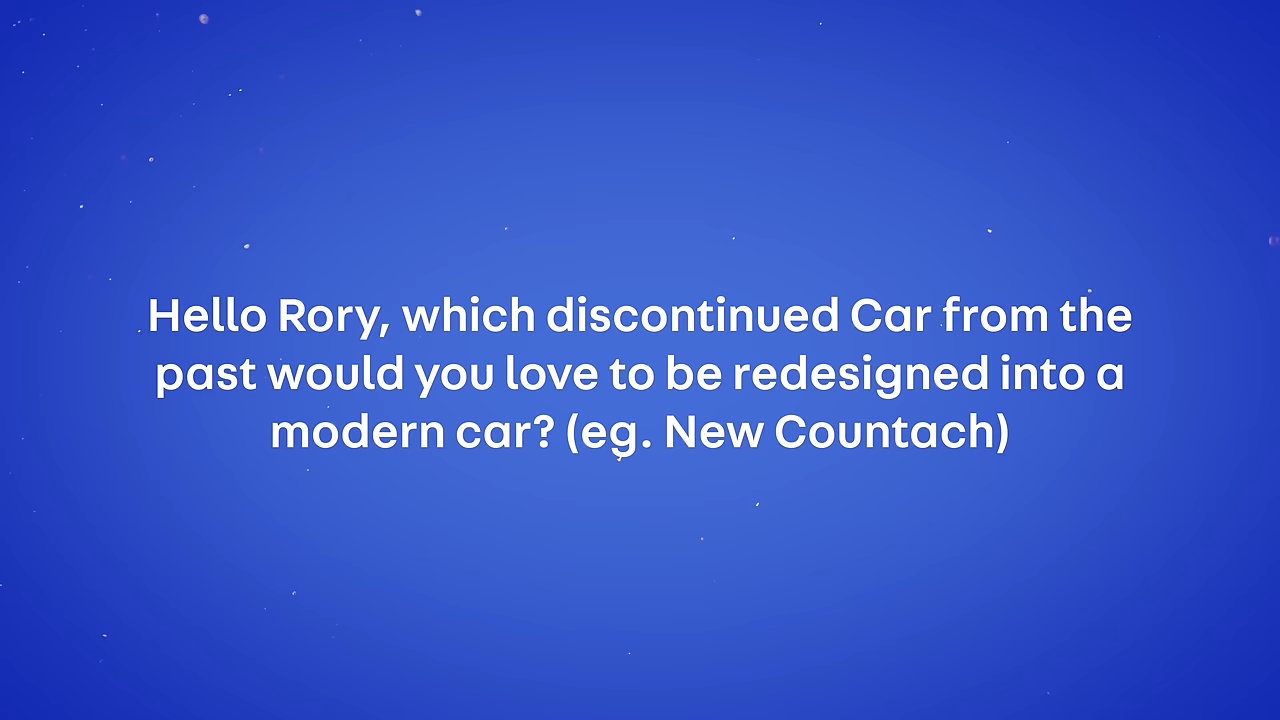 Hello Rory, which discontinued Car from the
past would you love to be redesigned into a
modern car? (eg. New Countach)